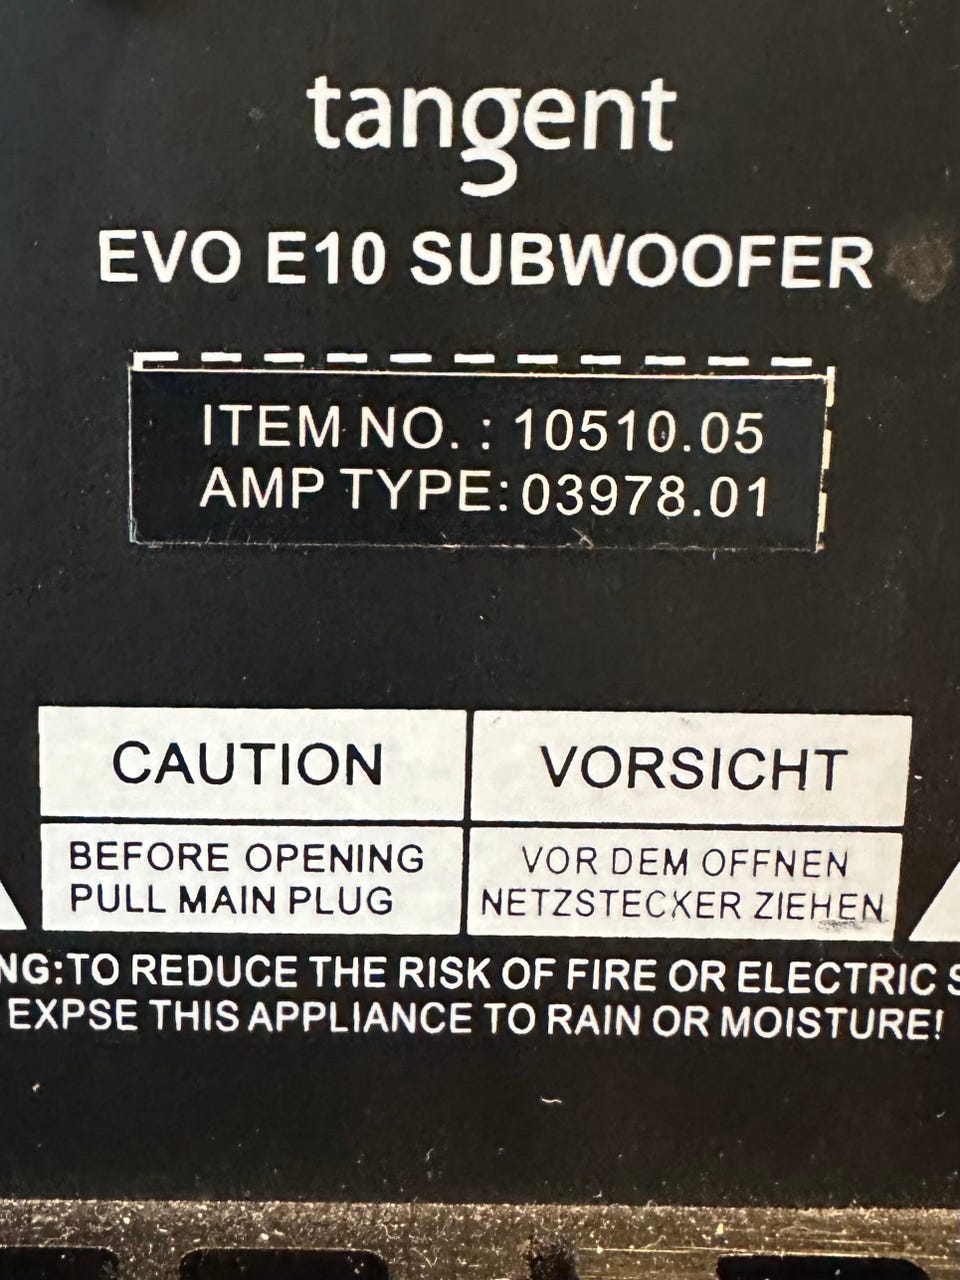 tangent
EVO E10 SUBWOOFER
ITEM NO. : 10510.05
AMP TYPE: 03978.01
CAUTION
VORSICHT
BEFORE OPENING
PULL MAIN PLUG
VOR DEM OFFNEN
NETZSTECKER ZIEHEN
NG:TO REDUCE THE RISK OF FIRE OR ELECTRIC S
EXPSE THIS APPLIANCE TO RAIN OR MOISTURE!